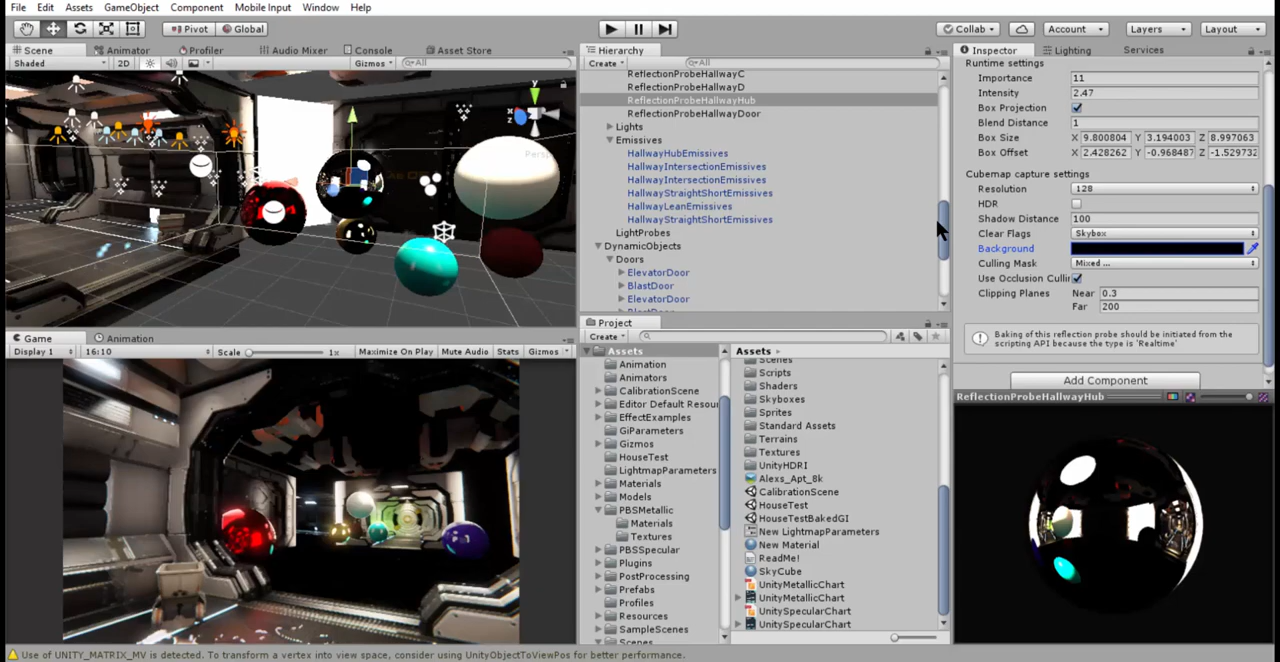 File Edit Assets GameObject Component Mobile Input Window Help
Pivot Global Collab Account Layers Layout
Scene Animator Profiler Audio Mixer Console Asset Store
Shaded 2D Gizmos All
y
x
z
Persp
Game Animation
Display 1 16:10 Scale 1x Maximize On Play Mute Audio Stats Gizmos
Hierarchy
Create All
ReflectionProbeHallwayC
ReflectionProbeHallwayD
ReflectionProbeHallwayHub
ReflectionProbeHallwayDoor
Lights
Emissives
HallwayHubEmissives
HallwayIntersectionEmissives
HallwayIntersectionEmissives
HallwayStraightShortEmissives
HallwayLeanEmissives
HallwayStraightShortEmissives
LightProbes
DynamicObjects
Doors
ElevatorDoor
BlastDoor
ElevatorDoor
Project
Create
Assets
Animation
Animators
CalibrationScene
Editor Default Resou
EffectExamples
GiParameters
Gizmos
HouseTest
LightmapParameters
Materials
Models
PBSMetallic
Materials
Textures
PBSSpecular
Plugins
PostProcessing
Prefabs
Profiles
Resources
SampleScenes
Scenes
Assets
Scenes
Scripts
Shaders
Skyboxes
Sprites
Standard Assets
Terrains
Textures
UnityHDRI
Alexs_Apt_8k
CalibrationScene
HouseTest
HouseTestBakedGI
New LightmapParameters
New Material
ReadMe!
SkyCube
UnityMetallicChart
UnityMetallicChart
UnitySpecularChart
UnitySpecularChart
Inspector Lighting Services
Runtime settings
Importance 11
Intensity 2.47
Box Projection
Blend Distance 1
Box Size X 9.800804 Y 3.194003 Z 8.997063
Box Offset X 2.428262 Y -0.968487 Z -1.529732
Cubemap capture settings
Resolution 128
HDR
Shadow Distance 100
Clear Flags Skybox
Background
Culling Mask Mixed ...
Use Occlusion Culli
Clipping Planes Near 0.3
Far 200
Baking of this reflection probe should be initiated from the
scripting API because the type is 'Realtime'
Add Component
ReflectionProbeHallwayHub
Use of UNITY_MATRIX_MV is detected. To transform a vertex into view space, consider using UnityObjectToViewPos for better performance.